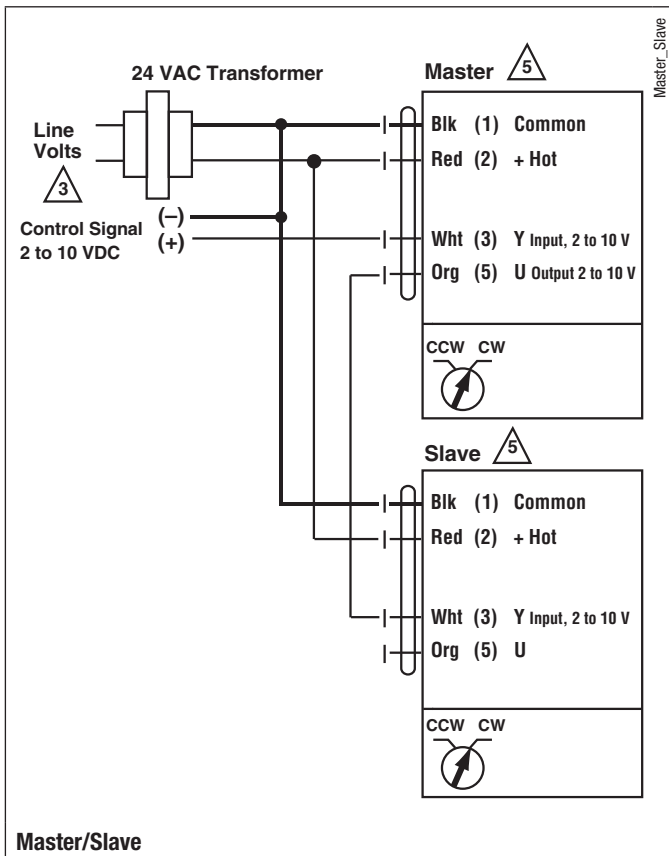 Master_Slave
24 VAC Transformer
Line
Volts
3
Control Signal
2 to 10 VDC
(–)
(+)
Master 5
Blk (1) Common
Red (2) + Hot
Wht (3) Y Input, 2 to 10 V
Org (5) U Output 2 to 10 V
CCW CW
Slave 5
Blk (1) Common
Red (2) + Hot
Wht (3) Y Input, 2 to 10 V
Org (5) U
CCW CW
Master/Slave